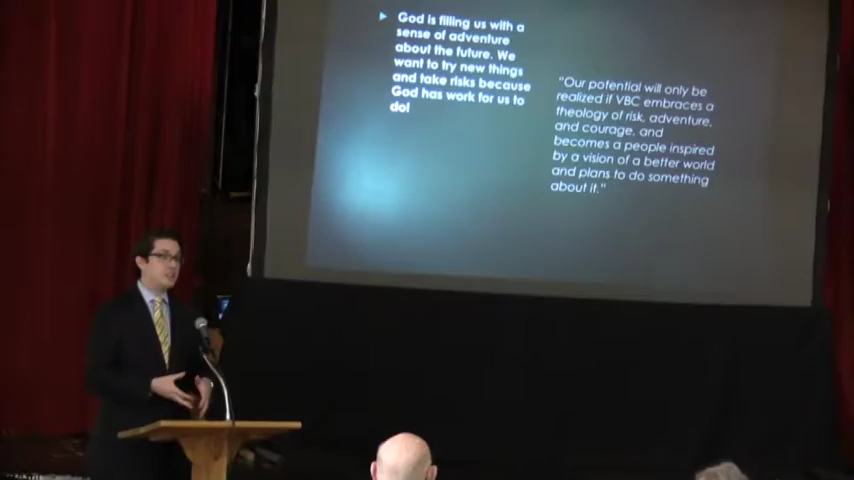 God is filling us with a
sense of adventure
about the future. We
want to try new things
and take risks because
God has work for us to
do!
"Our potential will only be
realized if VBC embraces a
theology of risk, adventure,
and courage, and
becomes a people inspired
by a vision of a better world
and plans to do something
about it."